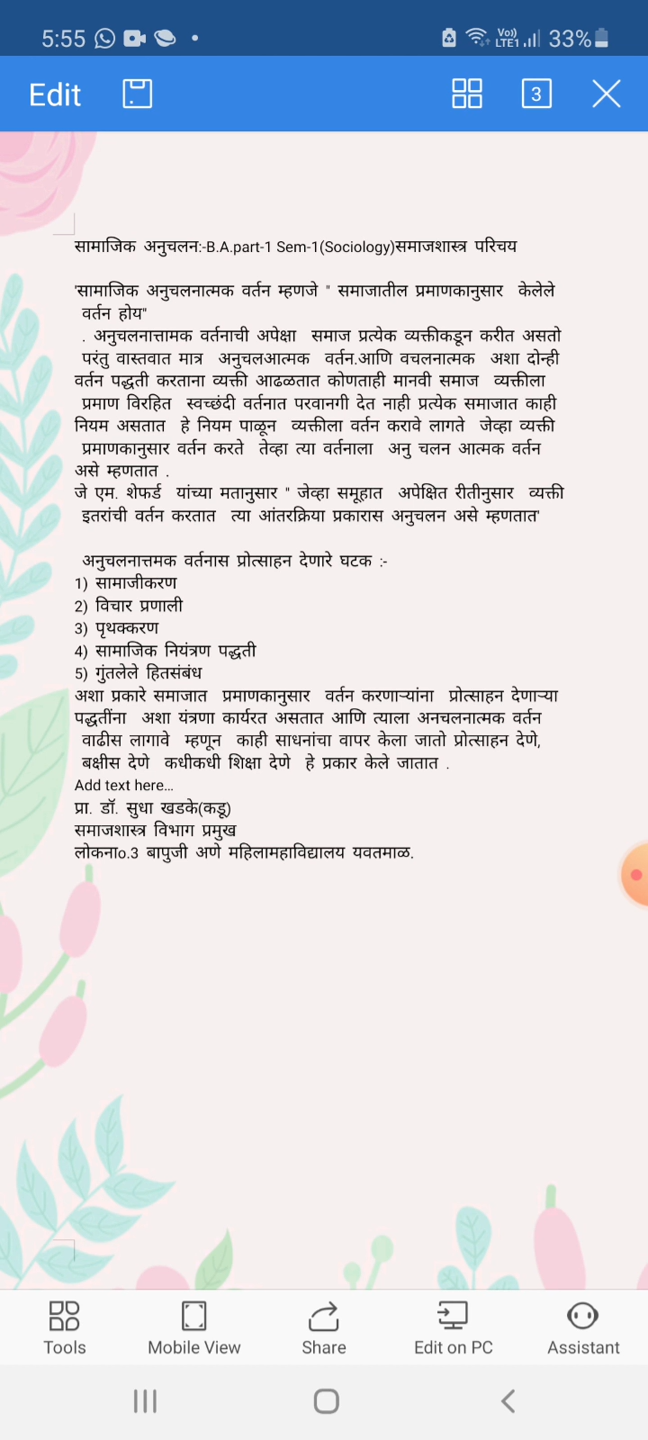 5:55
Vo))
LTE1
33%
Edit
3
सामाजिक अनुचलन:-B.A.part-1 Sem-1(Sociology)समाजशास्त्र परिचय
'सामाजिक अनुचलनात्मक वर्तन म्हणजे " समाजातील प्रमाणकानुसार केलेले
वर्तन होय"
. अनुचलनात्तामक वर्तनाची अपेक्षा समाज प्रत्येक व्यक्तीकडून करीत असतो
परंतु वास्तवात मात्र अनुचलआत्मक वर्तन.आणि वचलनात्मक अशा दोन्ही
वर्तन पद्धती करताना व्यक्ती आढळतात कोणताही मानवी समाज व्यक्तीला
प्रमाण विरहित स्वच्छंदी वर्तनात परवानगी देत नाही प्रत्येक समाजात काही
नियम असतात हे नियम पाळून व्यक्तीला वर्तन करावे लागते जेव्हा व्यक्ती
प्रमाणकानुसार वर्तन करते तेव्हा त्या वर्तनाला अनु चलन आत्मक वर्तन
असे म्हणतात .
जे एम. शेफर्ड यांच्या मतानुसार " जेव्हा समूहात अपेक्षित रीतीनुसार व्यक्ती
इतरांची वर्तन करतात त्या आंतरक्रिया प्रकारास अनुचलन असे म्हणतात'
अनुचलनात्तमक वर्तनास प्रोत्साहन देणारे घटक :-
1) सामाजीकरण
2) विचार प्रणाली
3) पृथक्करण
4) सामाजिक नियंत्रण पद्धती
5) गुंतलेले हितसंबंध
अशा प्रकारे समाजात प्रमाणकानुसार वर्तन करणाऱ्यांना प्रोत्साहन देणाऱ्या
पद्धतींना अशा यंत्रणा कार्यरत असतात आणि त्याला अनचलनात्मक वर्तन
वाढीस लागावे म्हणून काही साधनांचा वापर केला जातो प्रोत्साहन देणे,
बक्षीस देणे कधीकधी शिक्षा देणे हे प्रकार केले जातात .
Add text here...
प्रा. डॉ. सुधा खडके(कडू)
समाजशास्त्र विभाग प्रमुख
लोकनाo.3 बापुजी अणे महिलामहाविद्यालय यवतमाळ.
Tools
Mobile View
Share
Edit on PC
Assistant